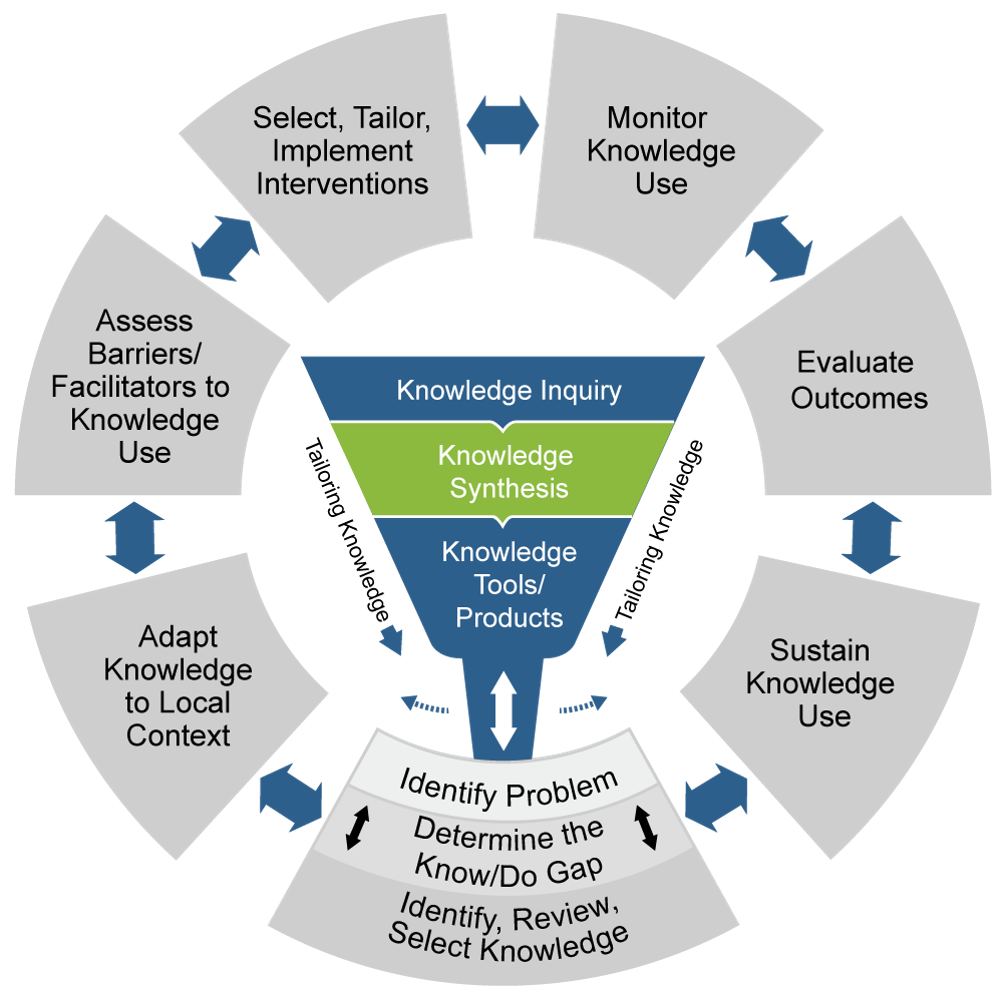 Select, Tailor,
Implement
Interventions
Monitor
Knowledge
Use
Assess
Barriers/
Facilitators to
Knowledge
Use
Evaluate
Outcomes
Knowledge Inquiry
Knowledge
Synthesis
Knowledge
Tools/
Products
Tailoring Knowledge
Tailoring Knowledge
Adapt
Knowledge
to Local
Context
Sustain
Knowledge
Use
Identify Problem
Determine the
Know/Do Gap
Identify, Review,
Select Knowledge